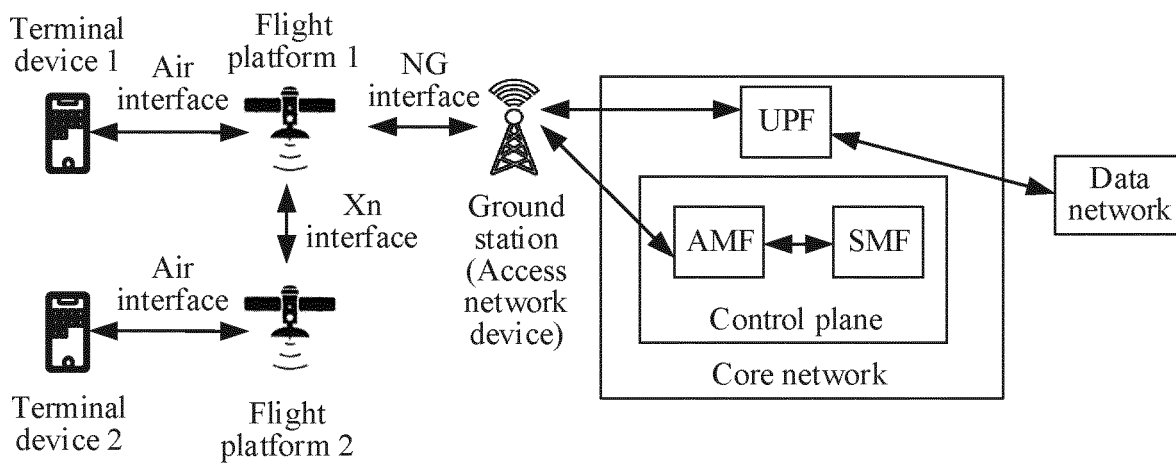 Terminal
device 1
Air
interface
Flight
platform 1
NG
interface
Xn
interface
Ground
station
(Access
network
device)
UPF
AMF
SMF
Control plane
Core network
Data
network
Air
interface
Terminal
device 2
Flight
platform 2